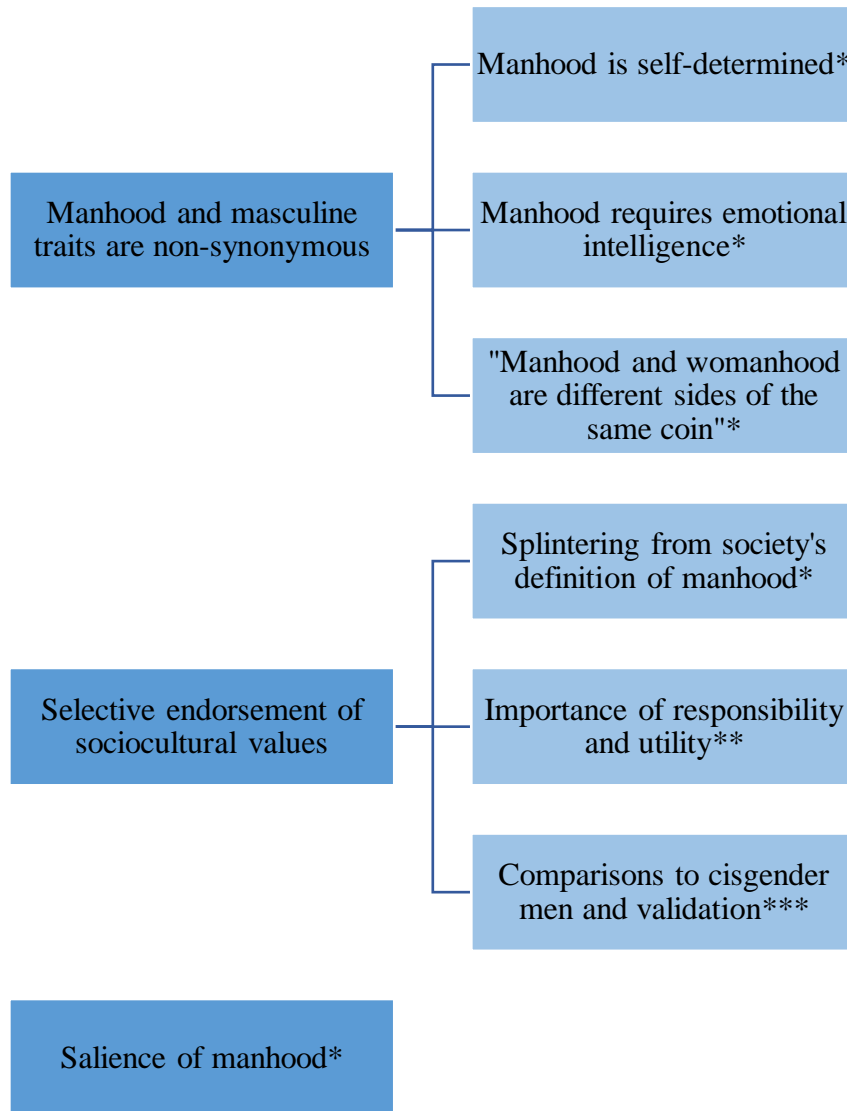 Manhood and masculine
traits are non-synonymous
Manhood is self-determined*
Manhood requires emotional
intelligence*
"Manhood and womanhood
are different sides of the
same coin"*
Selective endorsement of
sociocultural values
Splintering from society's
definition of manhood*
Importance of responsibility
and utility**
Comparisons to cisgender
men and validation***
Salience of manhood*